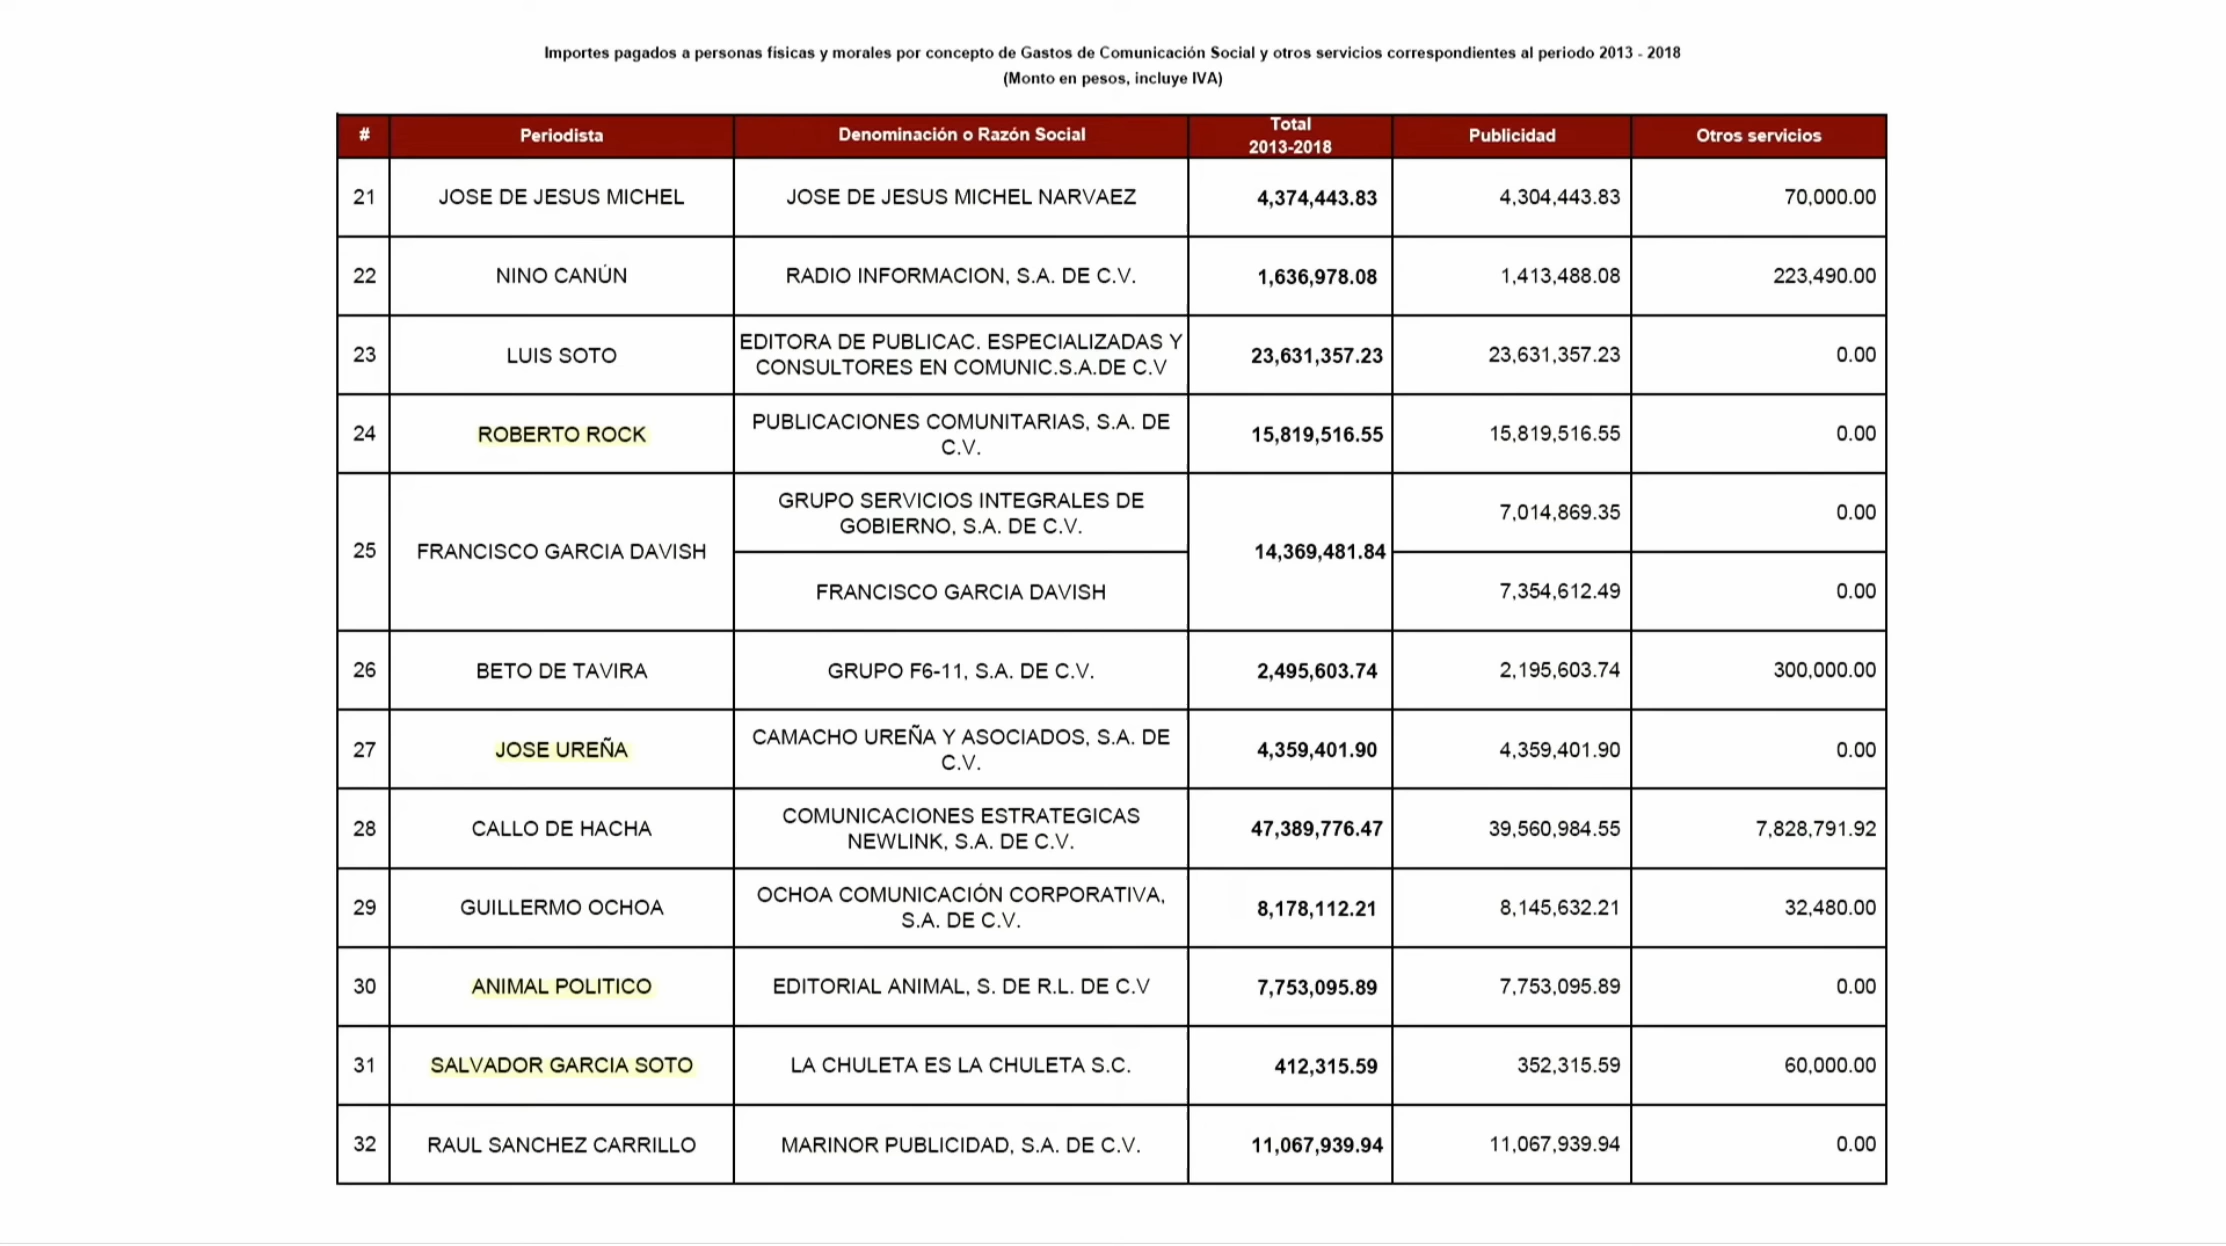 Importes pagados a personas físicas y morales por concepto de Gastos de Comunicación Social y otros servicios correspondientes al periodo 2013 - 2018
(Monto en pesos, incluye IVA)
# Periodista Denominación o Razón Social Total 2013-2018 Publicidad Otros servicios
21 JOSE DE JESUS MICHEL JOSE DE JESUS MICHEL NARVAEZ 4,374,443.83 4,304,443.83 70,000.00
22 NINO CANÚN RADIO INFORMACION, S.A. DE C.V. 1,636,978.08 1,413,488.08 223,490.00
23 LUIS SOTO EDITORA DE PUBLICAC. ESPECIALIZADAS Y CONSULTORES EN COMUNIC.S.A.DE C.V 23,631,357.23 23,631,357.23 0.00
24 ROBERTO ROCK PUBLICACIONES COMUNITARIAS, S.A. DE C.V. 15,819,516.55 15,819,516.55 0.00
25 FRANCISCO GARCIA DAVISH GRUPO SERVICIOS INTEGRALES DE GOBIERNO, S.A. DE C.V. 14,369,481.84 7,014,869.35 0.00
FRANCISCO GARCIA DAVISH 7,354,612.49 0.00
26 BETO DE TAVIRA GRUPO F6-11, S.A. DE C.V. 2,495,603.74 2,195,603.74 300,000.00
27 JOSE UREÑA CAMACHO UREÑA Y ASOCIADOS, S.A. DE C.V. 4,359,401.90 4,359,401.90 0.00
28 CALLO DE HACHA COMUNICACIONES ESTRATEGICAS NEWLINK, S.A. DE C.V. 47,389,776.47 39,560,984.55 7,828,791.92
29 GUILLERMO OCHOA OCHOA COMUNICACIÓN CORPORATIVA, S.A. DE C.V. 8,178,112.21 8,145,632.21 32,480.00
30 ANIMAL POLITICO EDITORIAL ANIMAL, S. DE R.L. DE C.V 7,753,095.89 7,753,095.89 0.00
31 SALVADOR GARCIA SOTO LA CHULETA ES LA CHULETA S.C. 412,315.59 352,315.59 60,000.00
32 RAUL SANCHEZ CARRILLO MARINOR PUBLICIDAD, S.A. DE C.V. 11,067,939.94 11,067,939.94 0.00